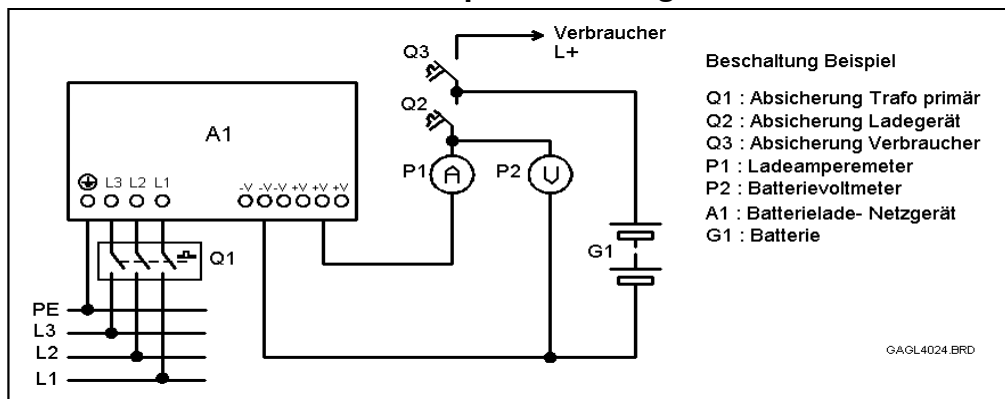 Verbraucher
L+
Q3
Q2
P1
A
P2
V
A1
L3 L2 L1
-V -V -V +V +V +V
Q1
G1
PE
L3
L2
L1
Beschaltung Beispiel
Q1 : Absicherung Trafo primär
Q2 : Absicherung Ladegerät
Q3 : Absicherung Verbraucher
P1 : Ladeamperemeter
P2 : Batterievoltmeter
A1 : Batterielade- Netzgerät
G1 : Batterie
GAGL4024.BRD